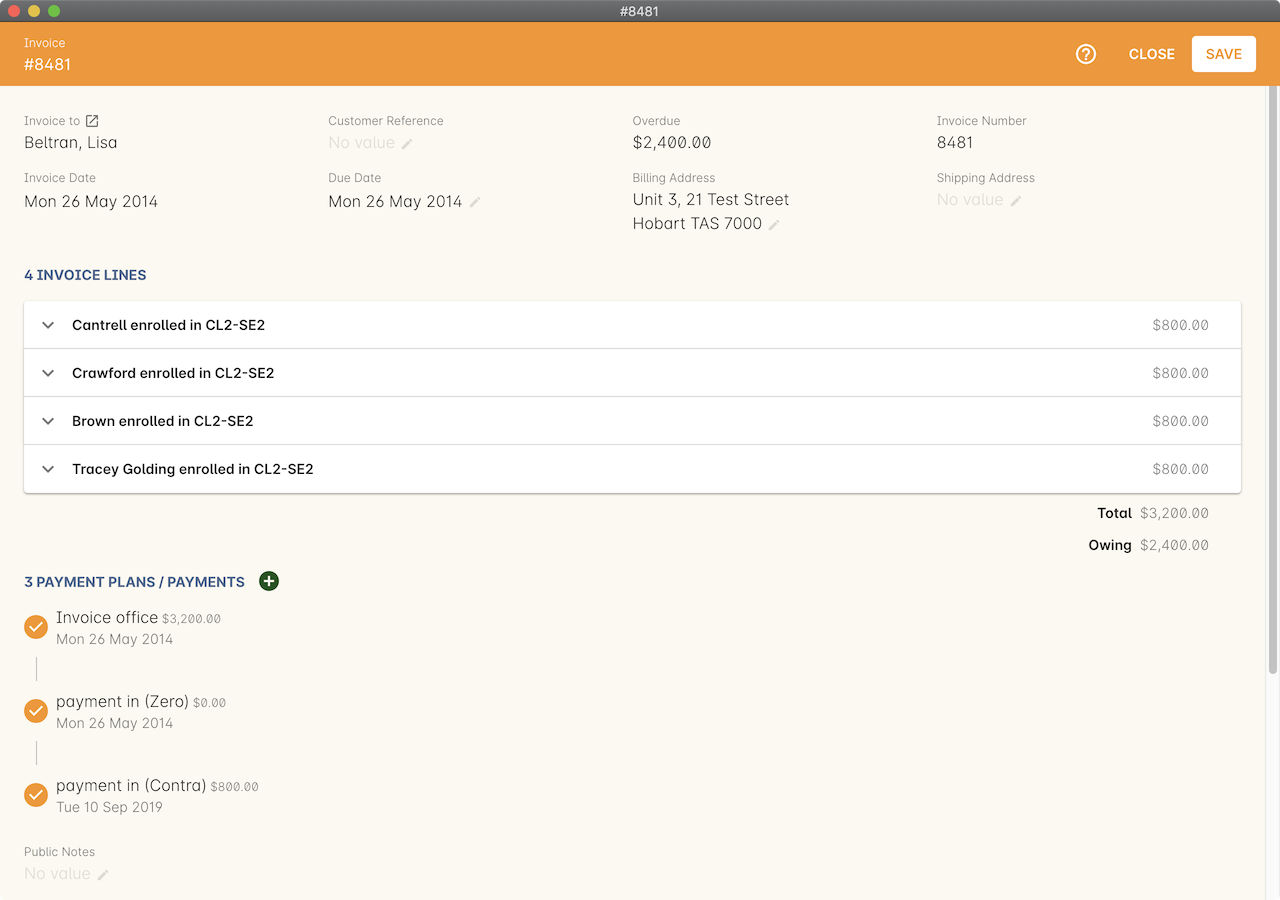 #8481
Invoice
#8481
CLOSE
SAVE
Invoice to
Customer Reference
Overdue
Invoice Number
Beltran, Lisa
No value
$2,400.00
8481
Invoice Date
Due Date
Billing Address
Shipping Address
Mon 26 May 2014
Mon 26 May 2014
Unit 3, 21 Test Street
Hobart TAS 7000
No value
4 INVOICE LINES
Cantrell enrolled in CL2-SE2 $800.00
Crawford enrolled in CL2-SE2 $800.00
Brown enrolled in CL2-SE2 $800.00
Tracey Golding enrolled in CL2-SE2 $800.00
Total $3,200.00
Owing $2,400.00
3 PAYMENT PLANS / PAYMENTS
Invoice office $3,200.00
Mon 26 May 2014
payment in (Zero) $0.00
Mon 26 May 2014
payment in (Contra) $800.00
Tue 10 Sep 2019
Public Notes
No value